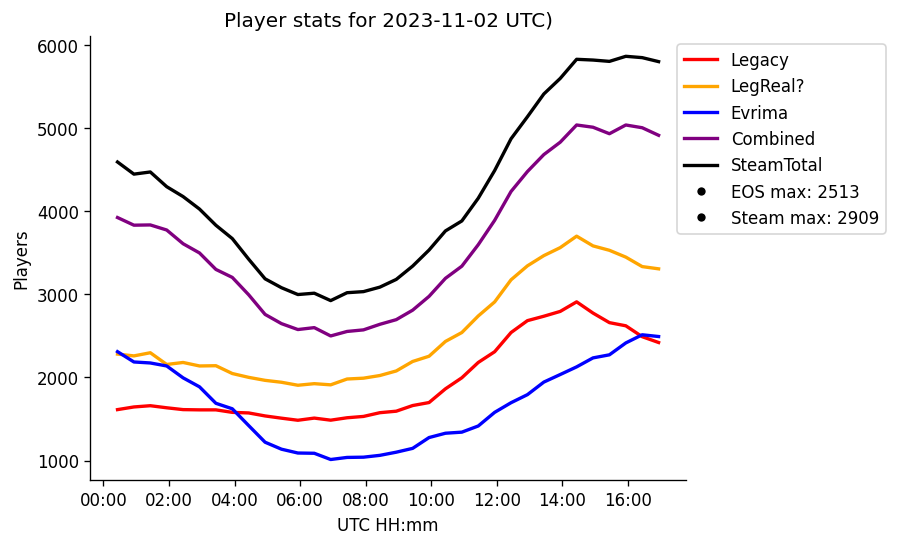 Player stats for 2023-11-02 UTC)
6000
5000
4000
3000
2000
1000
Players
00:00 02:00 04:00 06:00 08:00 10:00 12:00 14:00 16:00
UTC HH:mm
Legacy
LegReal?
Evrima
Combined
SteamTotal
EOS max: 2513
Steam max: 2909